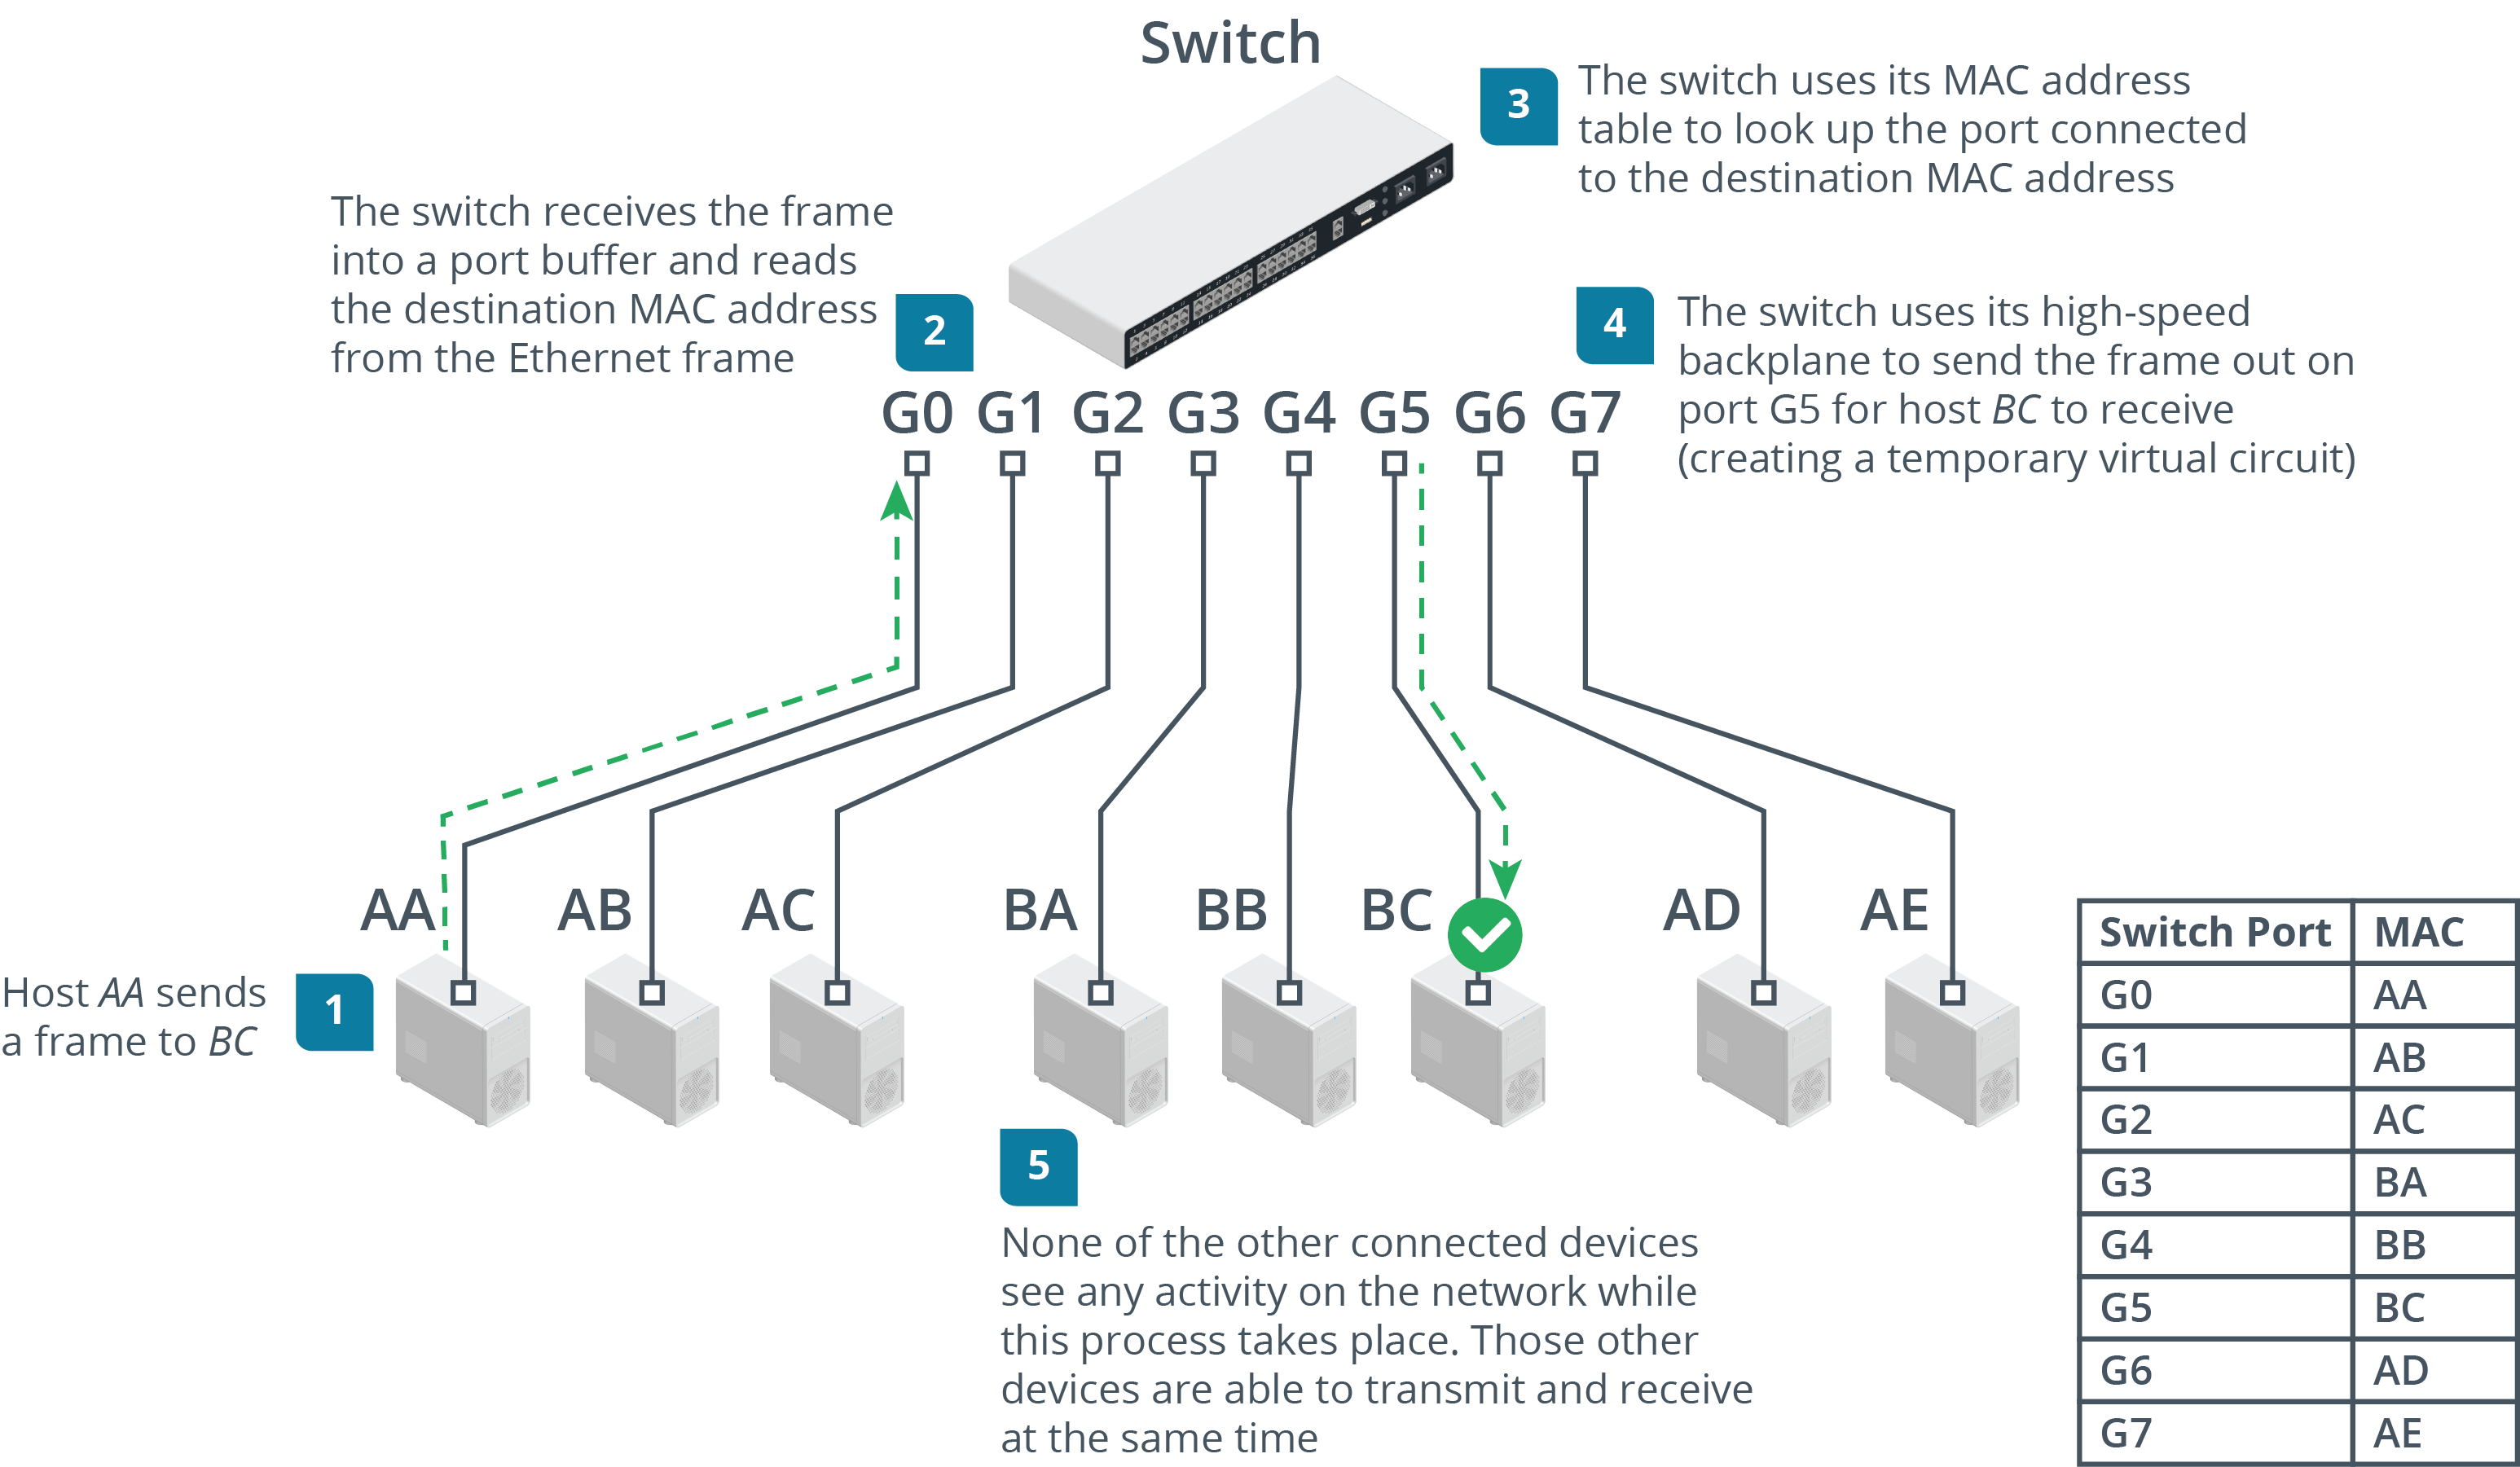 Switch
3
The switch uses its MAC address
table to look up the port connected
to the destination MAC address
The switch receives the frame
into a port buffer and reads
the destination MAC address
from the Ethernet frame
2
4
The switch uses its high-speed
backplane to send the frame out on
port G5 for host BC to receive
(creating a temporary virtual circuit)
G0 G1 G2 G3 G4 G5 G6 G7
AA AB AC BA BB BC AD AE
Host AA sends
a frame to BC
1
5
None of the other connected devices
see any activity on the network while
this process takes place. Those other
devices are able to transmit and receive
at the same time
Switch Port MAC
G0 AA
G1 AB
G2 AC
G3 BA
G4 BB
G5 BC
G6 AD
G7 AE